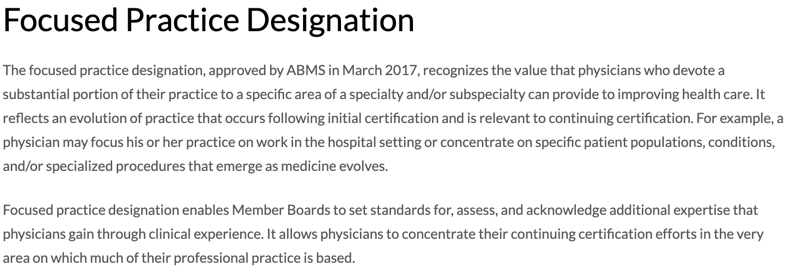 Focused Practice Designation
The focused practice designation, approved by ABMS in March 2017, recognizes the value that physicians who devote a
substantial portion of their practice to a specific area of a specialty and/or subspecialty can provide to improving health care. It
reflects an evolution of practice that occurs following initial certification and is relevant to continuing certification. For example, a
physician may focus his or her practice on work in the hospital setting or concentrate on specific patient populations, conditions,
and/or specialized procedures that emerge as medicine evolves.
Focused practice designation enables Member Boards to set standards for, assess, and acknowledge additional expertise that
physicians gain through clinical experience. It allows physicians to concentrate their continuing certification efforts in the very
area on which much of their professional practice is based.